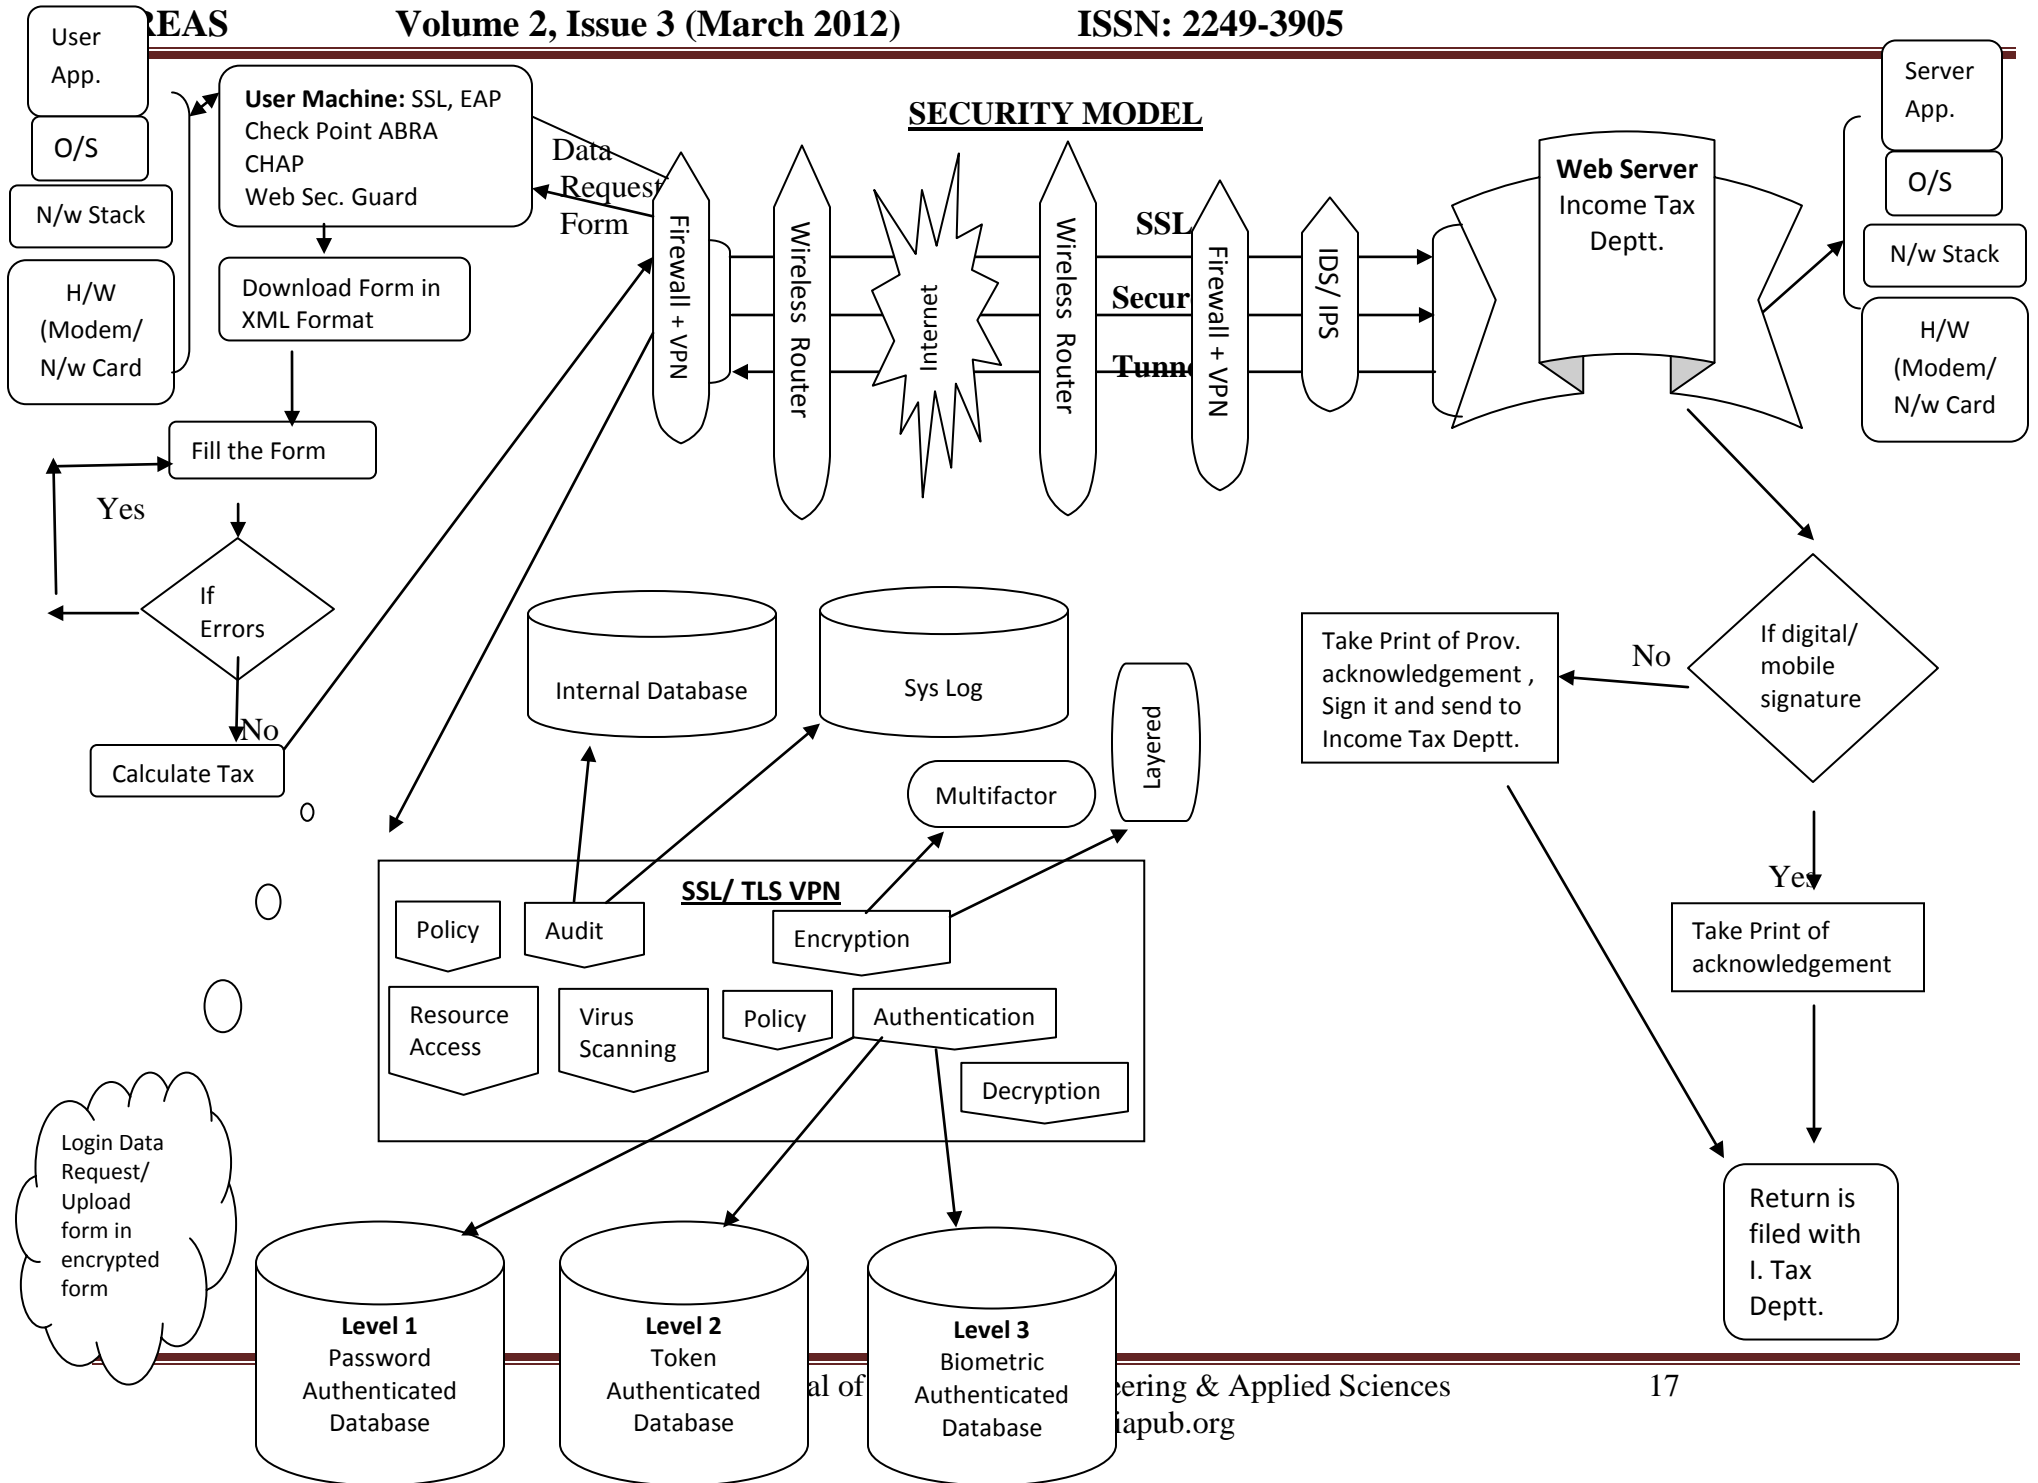 REAS Volume 2, Issue 3 (March 2012) ISSN: 2249-3905
SECURITY MODEL
User
App.
O/S
N/w Stack
H/W
(Modem/
N/w Card
User Machine: SSL, EAP
Check Point ABRA
CHAP
Web Sec. Guard
Data
Request
Form
Download Form in
XML Format
Fill the Form
Yes
If
Errors
No
Calculate Tax
Firewall + VPN
Wireless Router
Internet
Wireless Router
SSL
Secur
Tunn
Firewall + VPN
IDS/ IPS
Web Server
Income Tax
Deptt.
Server
App.
O/S
N/w Stack
H/W
(Modem/
N/w Card
If digital/
mobile
signature
No
Take Print of Prov.
acknowledgement ,
Sign it and send to
Income Tax Deptt.
Yes
Take Print of
acknowledgement
Return is
filed with
I. Tax
Deptt.
Internal Database
Sys Log
Multifactor
Layered
SSL/ TLS VPN
Policy
Audit
Encryption
Resource
Access
Virus
Scanning
Policy
Authentication
Decryption
Login Data
Request/
Upload
form in
encrypted
form
Level 1
Password
Authenticated
Database
Level 2
Token
Authenticated
Database
Level 3
Biometric
Authenticated
Database
al of eering & Applied Sciences 17
iapub.org